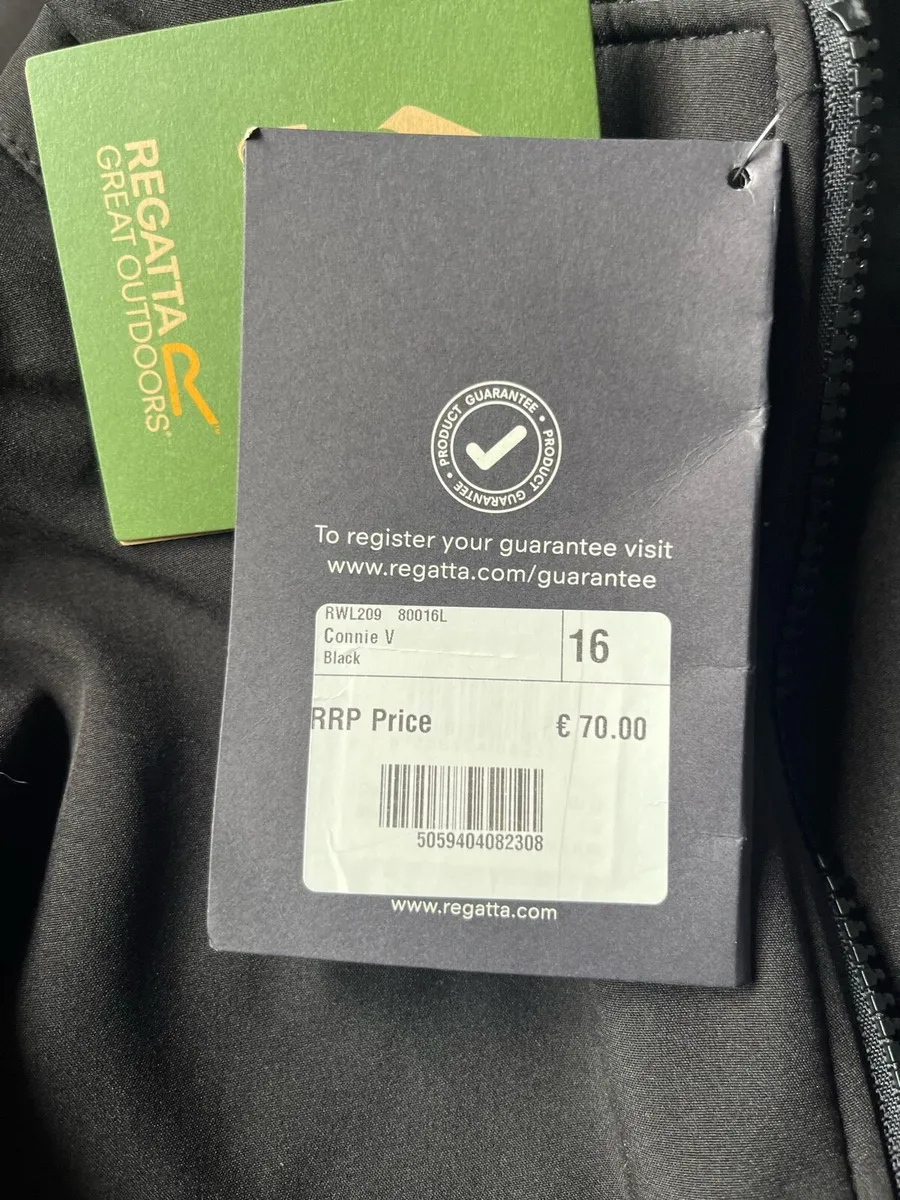 REGATTA
GREAT OUTDOORS
PRODUCT GUARANTEE • PRODUCT GUARANTEE •
To register your guarantee visit
www.regatta.com/guarantee
RWL209 80016L
Connie V
Black
16
RRP Price € 70.00
5059404082308
www.regatta.com